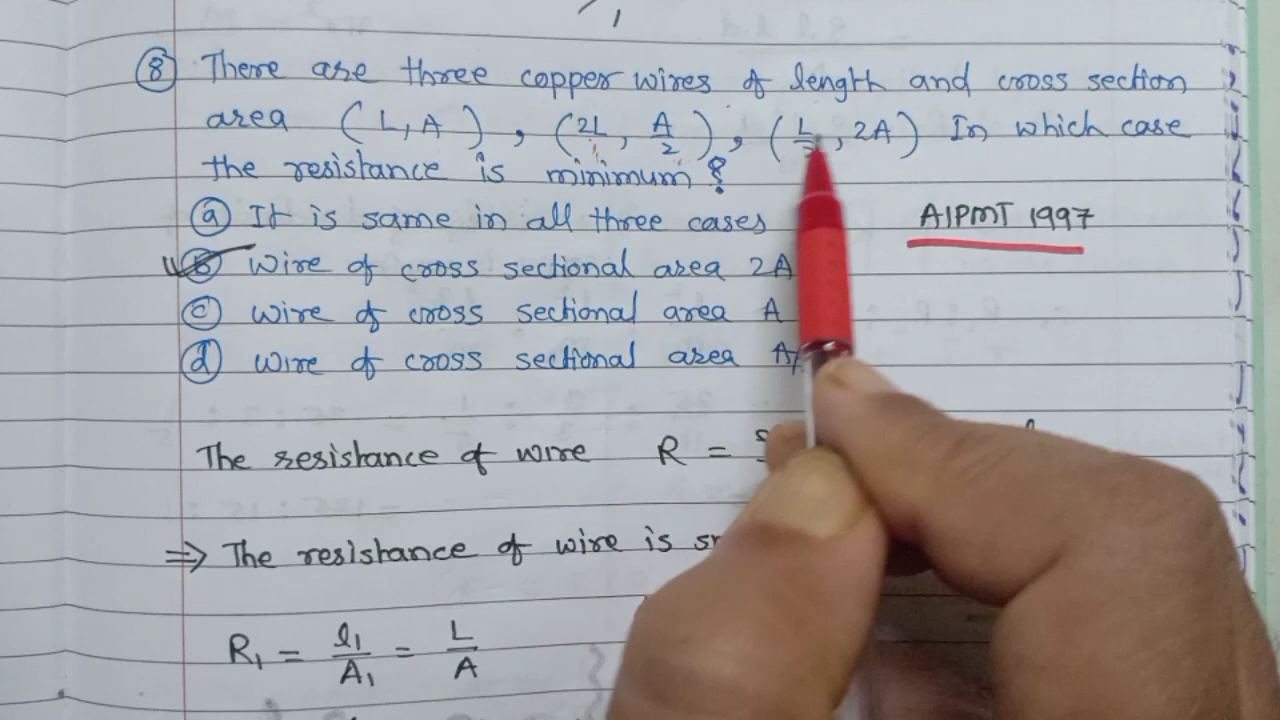 ⑧ There are three copper wires of length and cross section
area (L, A), (2L, A/2), (L/2, 2A) In which case
the resistance is minimum ?
ⓐ It is same in all three cases
AIPMT 1997
ⓑ wire of cross sectional area 2A
ⓒ wire of cross sectional area A
ⓓ wire of cross sectional area A/
The resistance of wire R =
⇒ The resistance of wire is
R₁ = l₁/A₁ = L/A